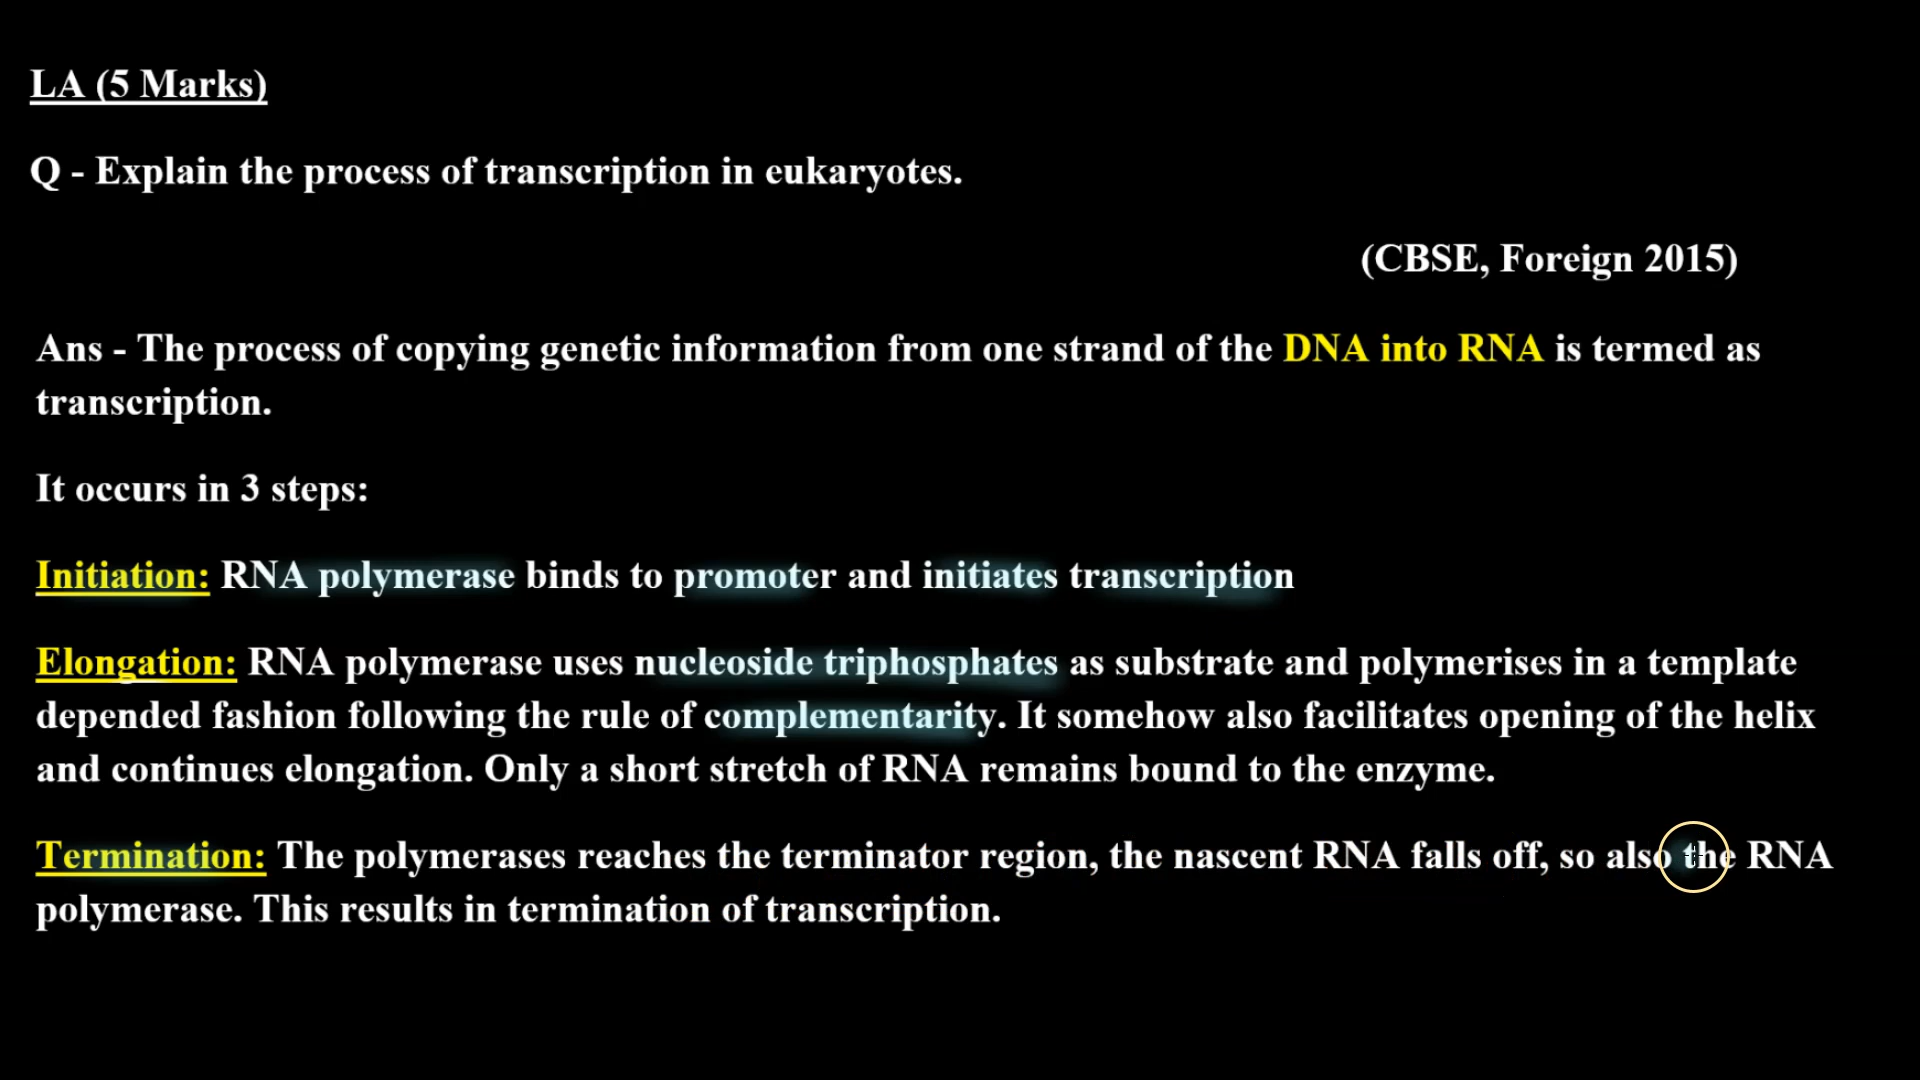 LA (5 Marks)
Q - Explain the process of transcription in eukaryotes.
(CBSE, Foreign 2015)
Ans - The process of copying genetic information from one strand of the DNA into RNA is termed as
transcription.
It occurs in 3 steps:
Initiation: RNA polymerase binds to promoter and initiates transcription
Elongation: RNA polymerase uses nucleoside triphosphates as substrate and polymerises in a template
depended fashion following the rule of complementarity. It somehow also facilitates opening of the helix
and continues elongation. Only a short stretch of RNA remains bound to the enzyme.
Termination: The polymerases reaches the terminator region, the nascent RNA falls off, so also the RNA
polymerase. This results in termination of transcription.